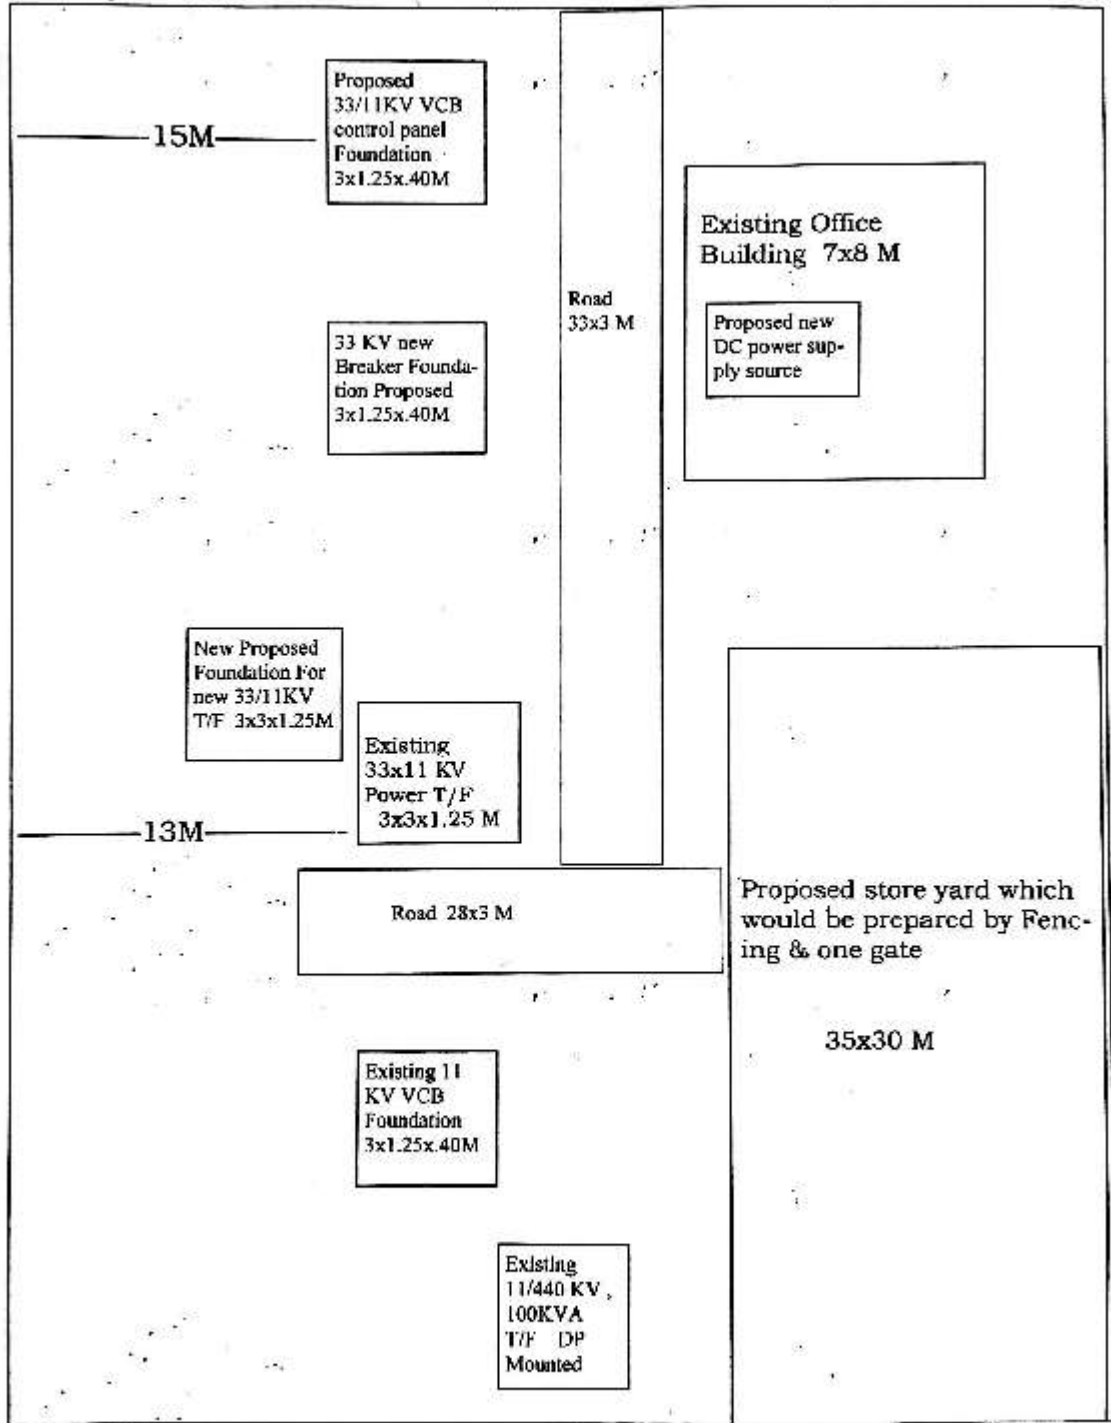 Proposed
33/11KV VCB
control panel
Foundation
3x1.25x.40M
15M
Existing Office
Building 7x8 M
Road
33x3 M
Proposed new
DC power sup-
ply source
33 KV new
Breaker Founda-
tion Proposed
3x1.25x.40M
New Proposed
Foundation For
new 33/11KV
T/F 3x3x1.25M
Existing
33x11 KV
Power T/F
3x3x1.25 M
13M
Road 28x3 M
Proposed store yard which
would be prepared by Fenc-
ing & one gate
35x30 M
Existing 11
KV VCB
Foundation
3x1.25x.40M
Existing
11/440 KV,
100KVA
T/F DP
Mounted